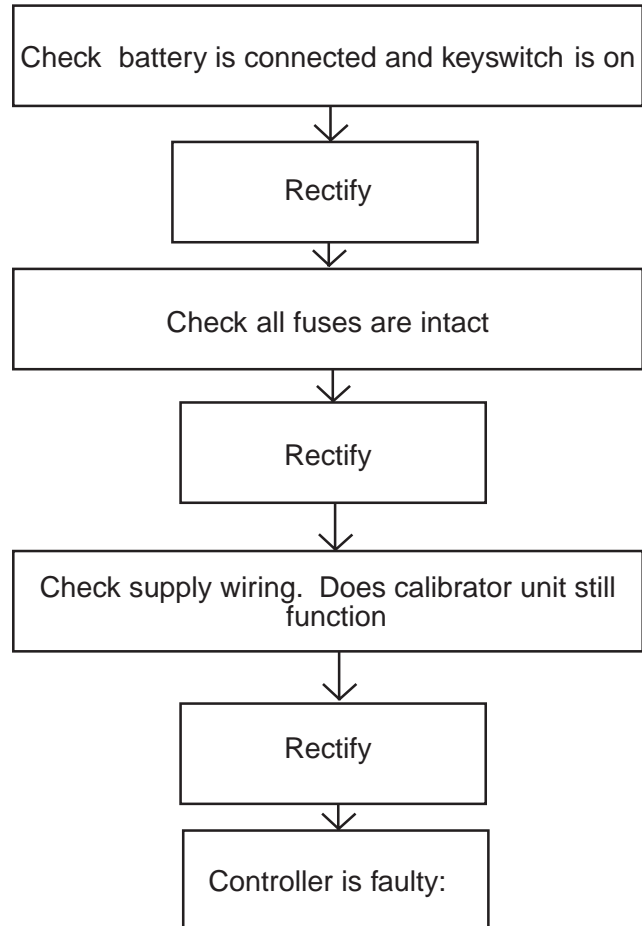 Check  battery is connected and keyswitch is on
Rectify
Check all fuses are intact
Rectify
Check supply wiring.  Does calibrator unit still
function
Rectify
Controller is faulty: